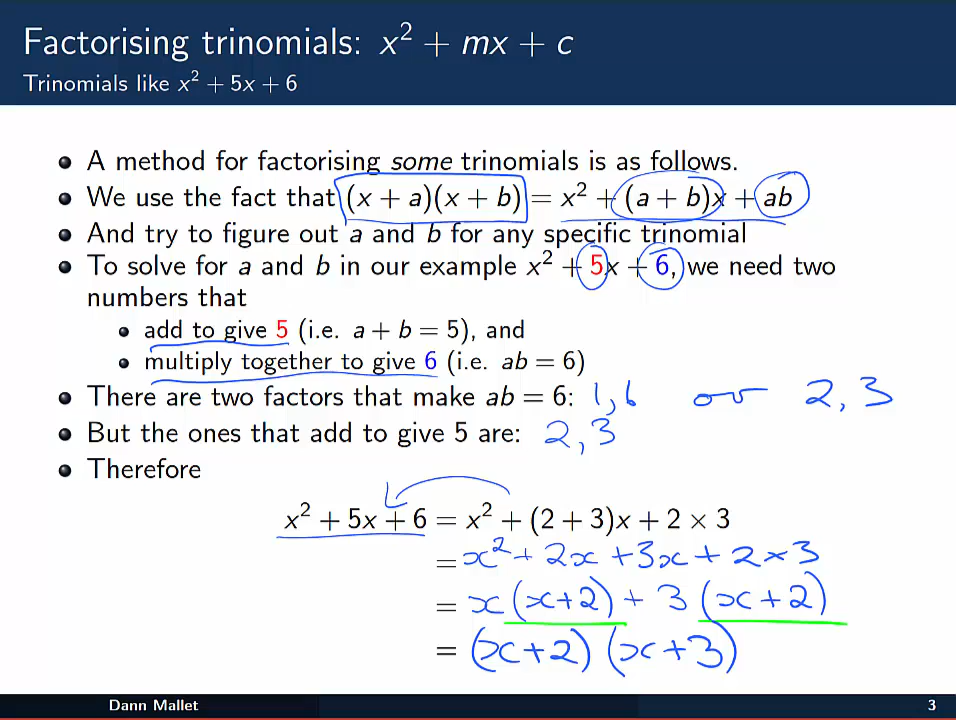 Factorising trinomials: x² + mx + c
Trinomials like x² + 5x + 6
A method for factorising some trinomials is as follows.
We use the fact that (x + a)(x + b) = x² + (a + b)x + ab
And try to figure out a and b for any specific trinomial
To solve for a and b in our example x² + 5x + 6, we need two
numbers that
add to give 5 (i.e. a + b = 5), and
multiply together to give 6 (i.e. ab = 6)
There are two factors that make ab = 6: 1,6 or 2,3
But the ones that add to give 5 are: 2,3
Therefore
x² + 5x + 6 = x² + (2 + 3)x + 2 × 3
= x² + 2x + 3x + 2 × 3
= x(x+2) + 3(x+2)
= (x+2)(x+3)
Dann Mallet 3